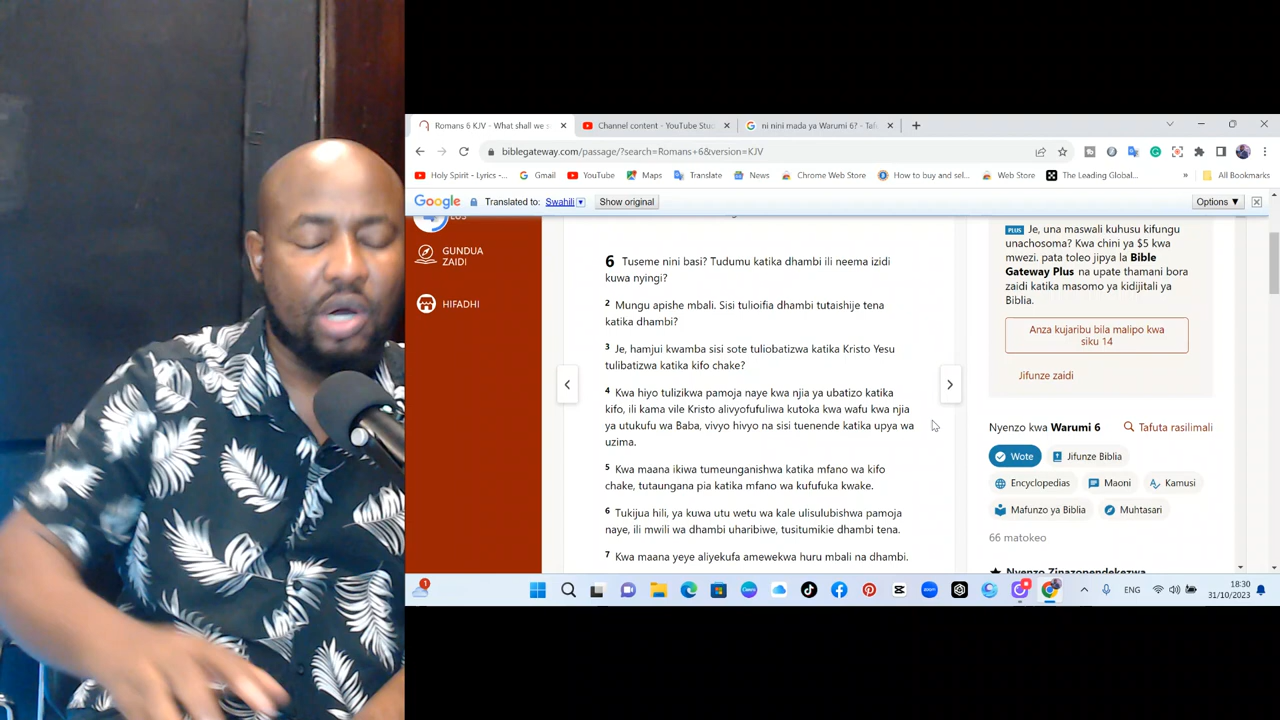 Romans 6 KJV - What shall we s
Channel content - YouTube Stud
ni nini mada ya Warumi 6? - Taf
biblegateway.com/passage/?search=Romans+6&version=KJV
Holy Spirit - Lyrics -...
Gmail
YouTube
Maps
Translate
News
Chrome Web Store
How to buy and sel...
Web Store
The Leading Global...
»
All Bookmarks
Google
Translated to:
Swahili
Show original
Options ▼
GUNDUA
ZAIDI
HIFADHI
6 Tuseme nini basi? Tudumu katika dhambi ili neema izidi
kuwa nyingi?
2 Mungu apishe mbali. Sisi tulioifia dhambi tutaishije tena
katika dhambi?
3 Je, hamjui kwamba sisi sote tuliobatizwa katika Kristo Yesu
tulibatizwa katika kifo chake?
4 Kwa hiyo tulizikwa pamoja naye kwa njia ya ubatizo katika
kifo, ili kama vile Kristo alivyofufuliwa kutoka kwa wafu kwa njia
ya utukufu wa Baba, vivyo hivyo na sisi tuenende katika upya wa
uzima.
5 Kwa maana ikiwa tumeunganishwa katika mfano wa kifo
chake, tutaungana pia katika mfano wa kufufuka kwake.
6 Tukijua hili, ya kuwa utu wetu wa kale ulisulubishwa pamoja
naye, ili mwili wa dhambi uharibiwe, tusitumikie dhambi tena.
7 Kwa maana yeye aliyekufa amewekwa huru mbali na dhambi.
PLUS Je, una maswali kuhusu kifungu
unachosoma? Kwa chini ya $5 kwa
mwezi. pata toleo jipya la Bible
Gateway Plus na upate thamani bora
zaidi katika masomo ya kidijitali ya
Biblia.
Anza kujaribu bila malipo kwa
siku 14
Jifunze zaidi
Nyenzo kwa Warumi 6
Tafuta rasilimali
Wote
Jifunze Biblia
Encyclopedias
Maoni
Kamusi
Mafunzo ya Biblia
Muhtasari
66 matokeo
Nyenzo Zinazopendekezwa
1
Canva
zoom
ENG
18:30
31/10/2023